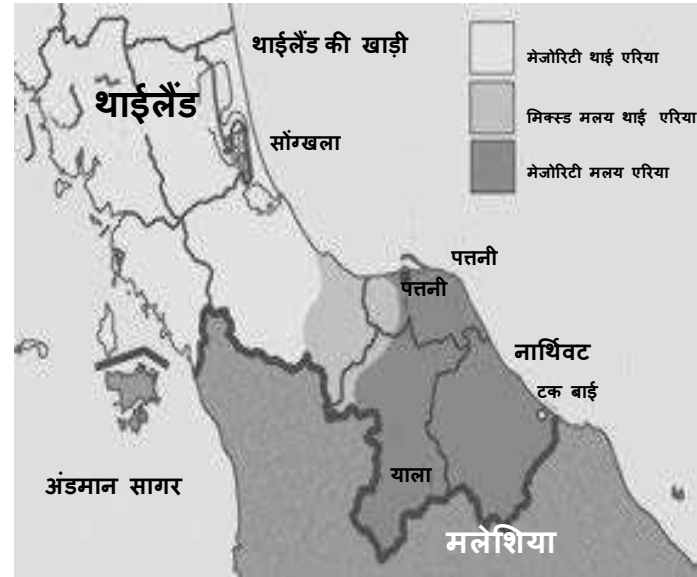 थाईलैंड की खाड़ी
मेजोरिटी थाई एरिया
थाईलैंड
मिक्स्ड मलय थाई एरिया
सोंग्खला
मेजोरिटी मलय एरिया
पत्तनी
पत्तनी
नार्थिवट
टक बाई
याला
अंडमान सागर
मलेशिया